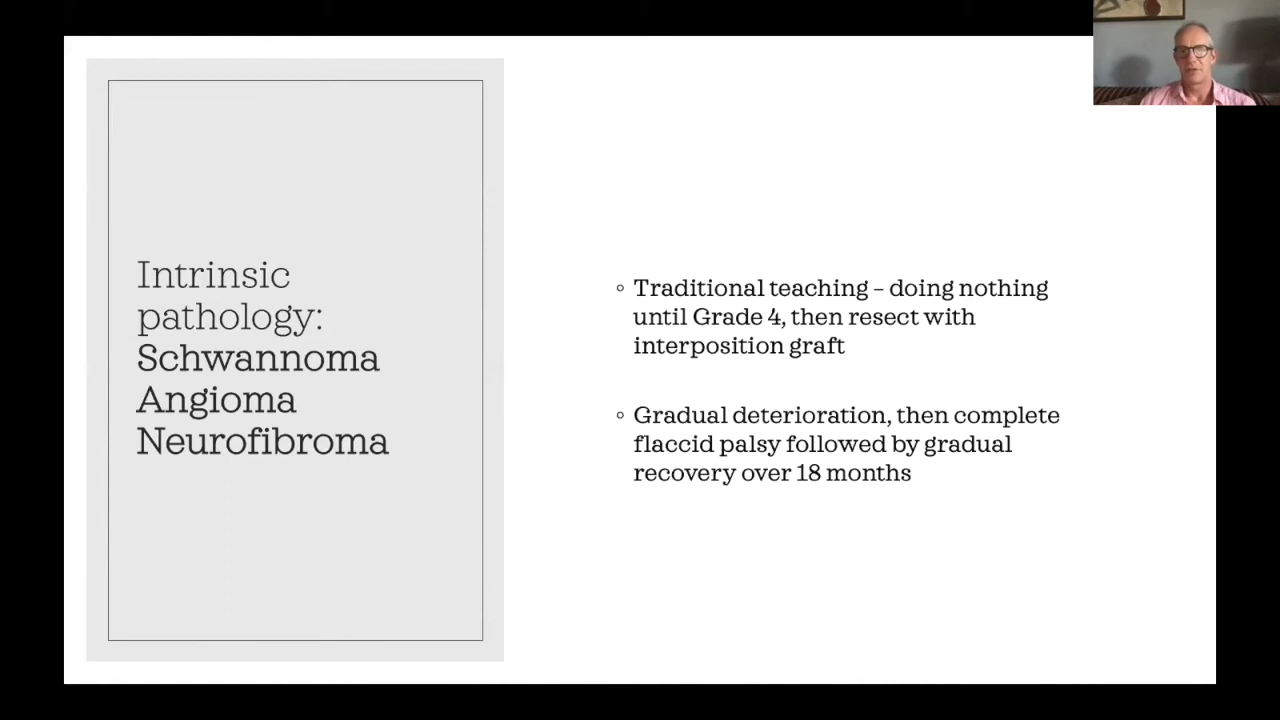 Intrinsic
pathology:
Schwannoma
Angioma
Neurofibroma
Traditional teaching – doing nothing
until Grade 4, then resect with
interposition graft
Gradual deterioration, then complete
flaccid palsy followed by gradual
recovery over 18 months